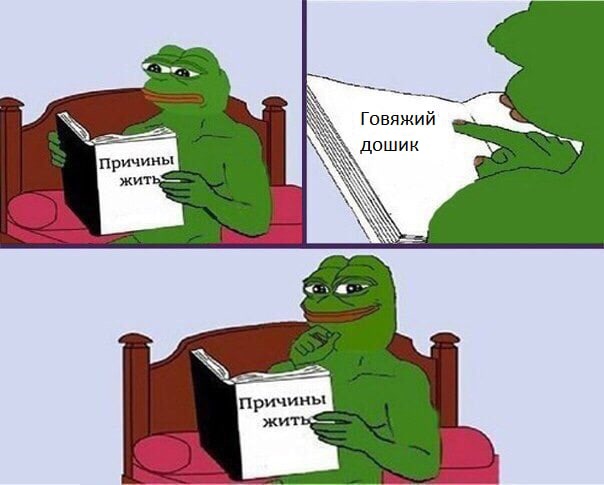 Причины
жить
Говяжий
дошик
Причины
жить